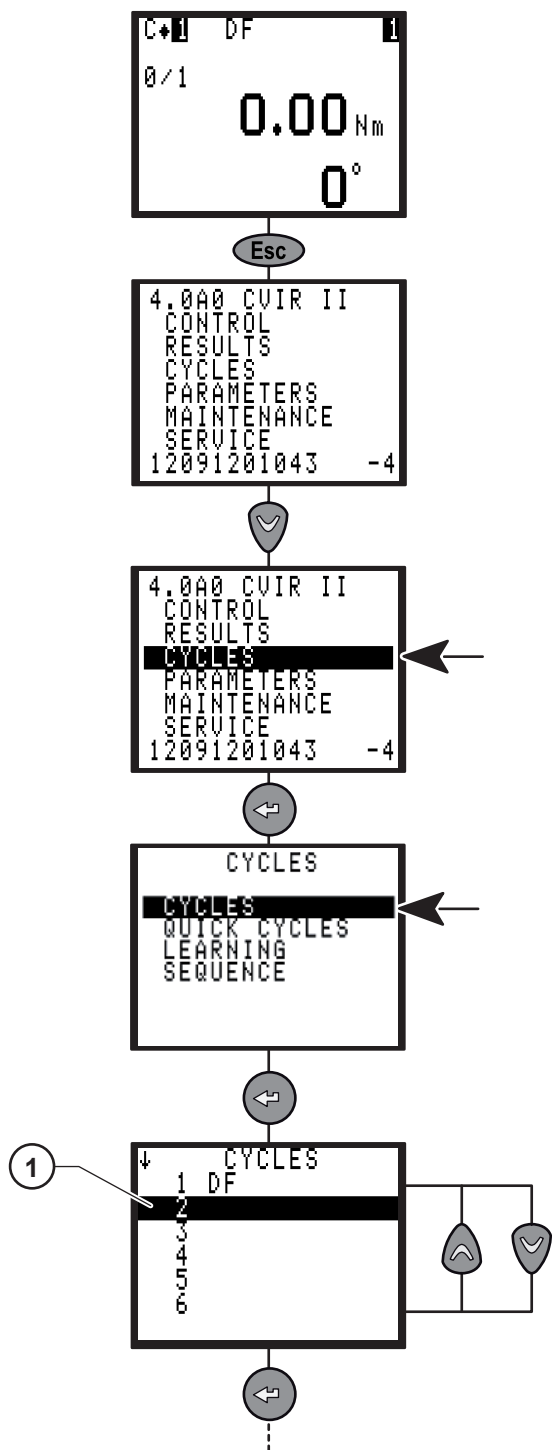 C♦1 DF 1
0/1
0.00 Nm
0°
Esc
4.0A0 CVIR II
CONTROL
RESULTS
CYCLES
PARAMETERS
MAINTENANCE
SERVICE
12091201043 -4
4.0A0 CVIR II
CONTROL
RESULTS
CYCLES
PARAMETERS
MAINTENANCE
SERVICE
12091201043 -4
CYCLES
CYCLES
QUICK CYCLES
LEARNING
SEQUENCE
1
↓ CYCLES
1 DF
2
3
4
5
6